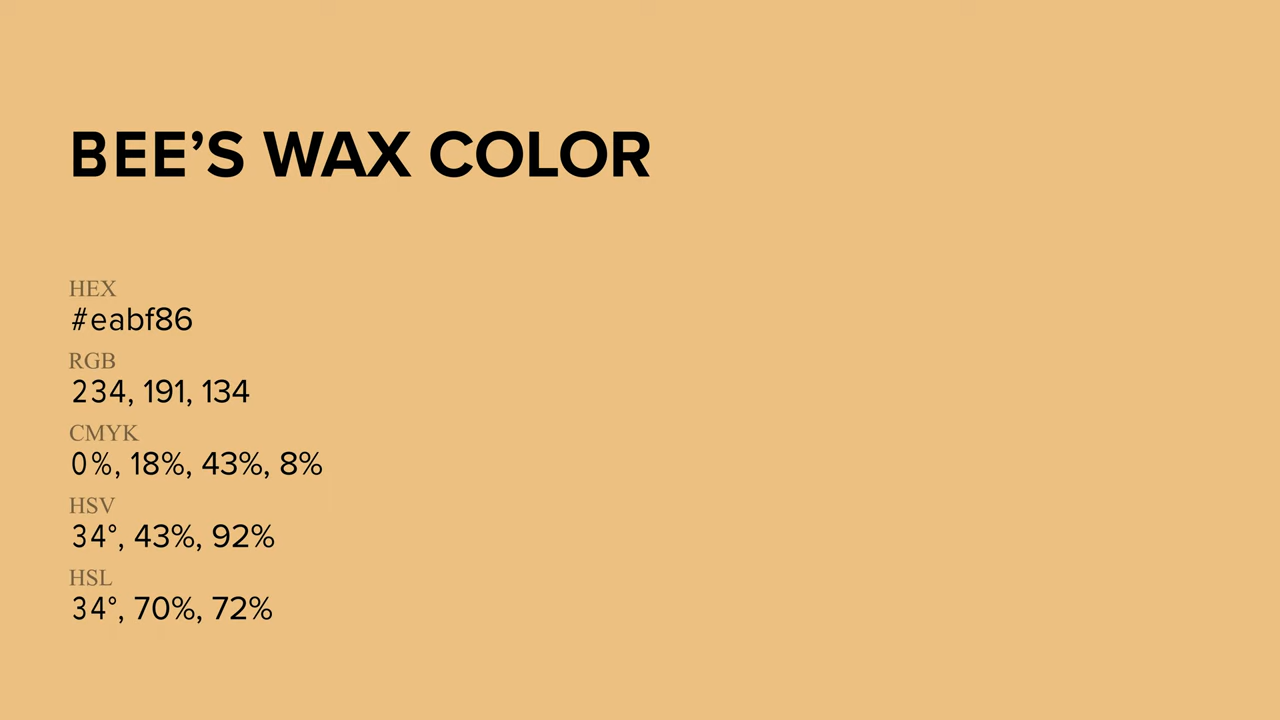 BEE’S WAX COLOR
HEX
#eabf86
RGB
234, 191, 134
CMYK
0%, 18%, 43%, 8%
HSV
34°, 43%, 92%
HSL
34°, 70%, 72%